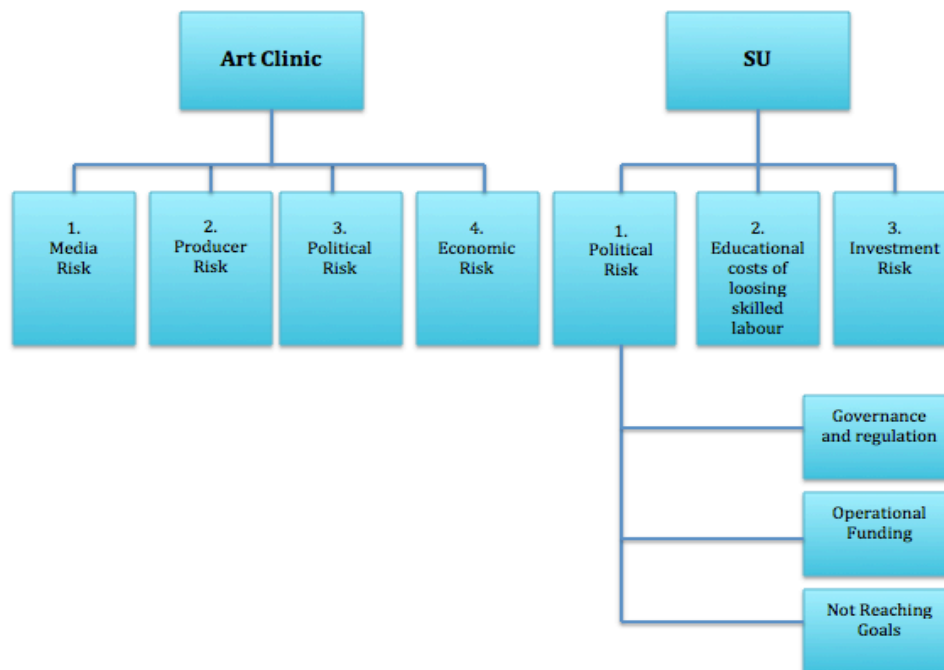 Art Clinic
SU
1.
Media
Risk
2.
Producer
Risk
3.
Political
Risk
4.
Economic
Risk
1.
Political
Risk
2.
Educational
costs of
loosing
skilled
labour
3.
Investment
Risk
Governance
and regulation
Operational
Funding
Not Reaching
Goals